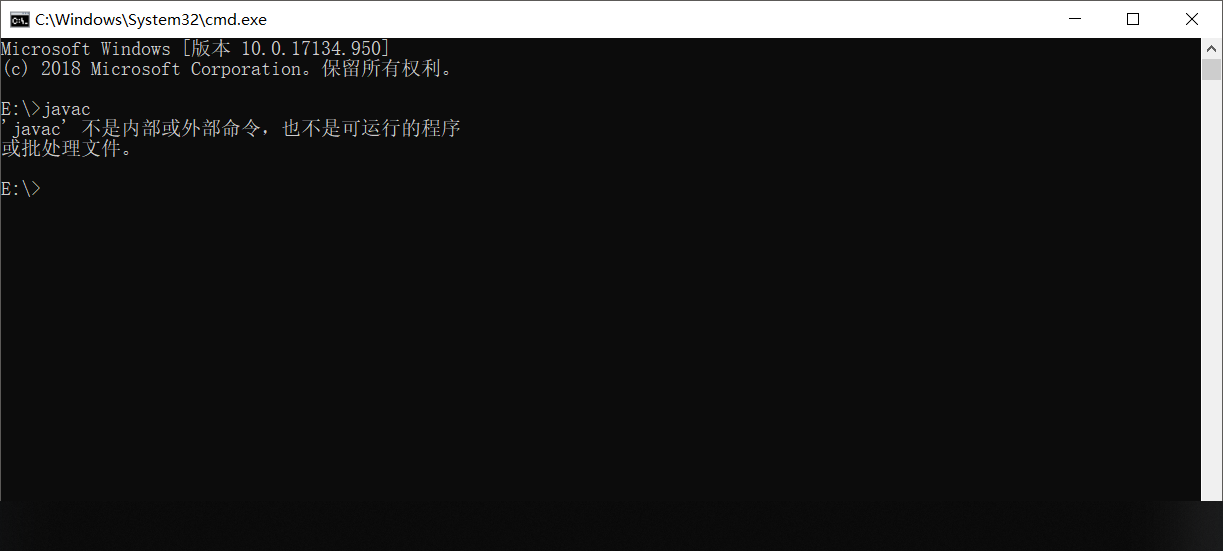 C:\Windows\System32\cmd.exe
Microsoft Windows [版本 10.0.17134.950]
(c) 2018 Microsoft Corporation。保留所有权利。
E:\>javac
'javac' 不是内部或外部命令，也不是可运行的程序
或批处理文件。
E:\>